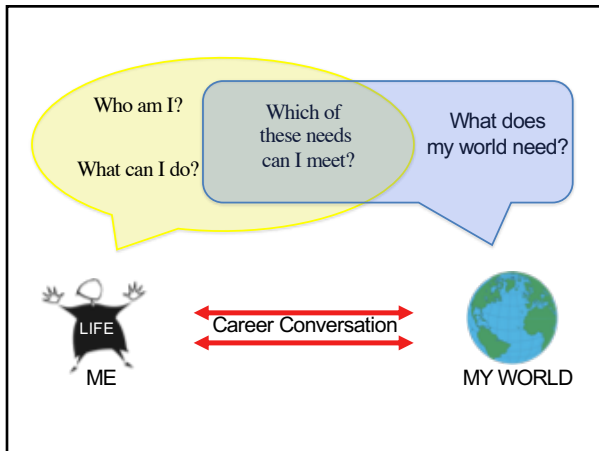 Who am I?
What can I do?
Which of
these needs
can I meet?
What does
my world need?
LIFE
ME
Career Conversation
MY WORLD